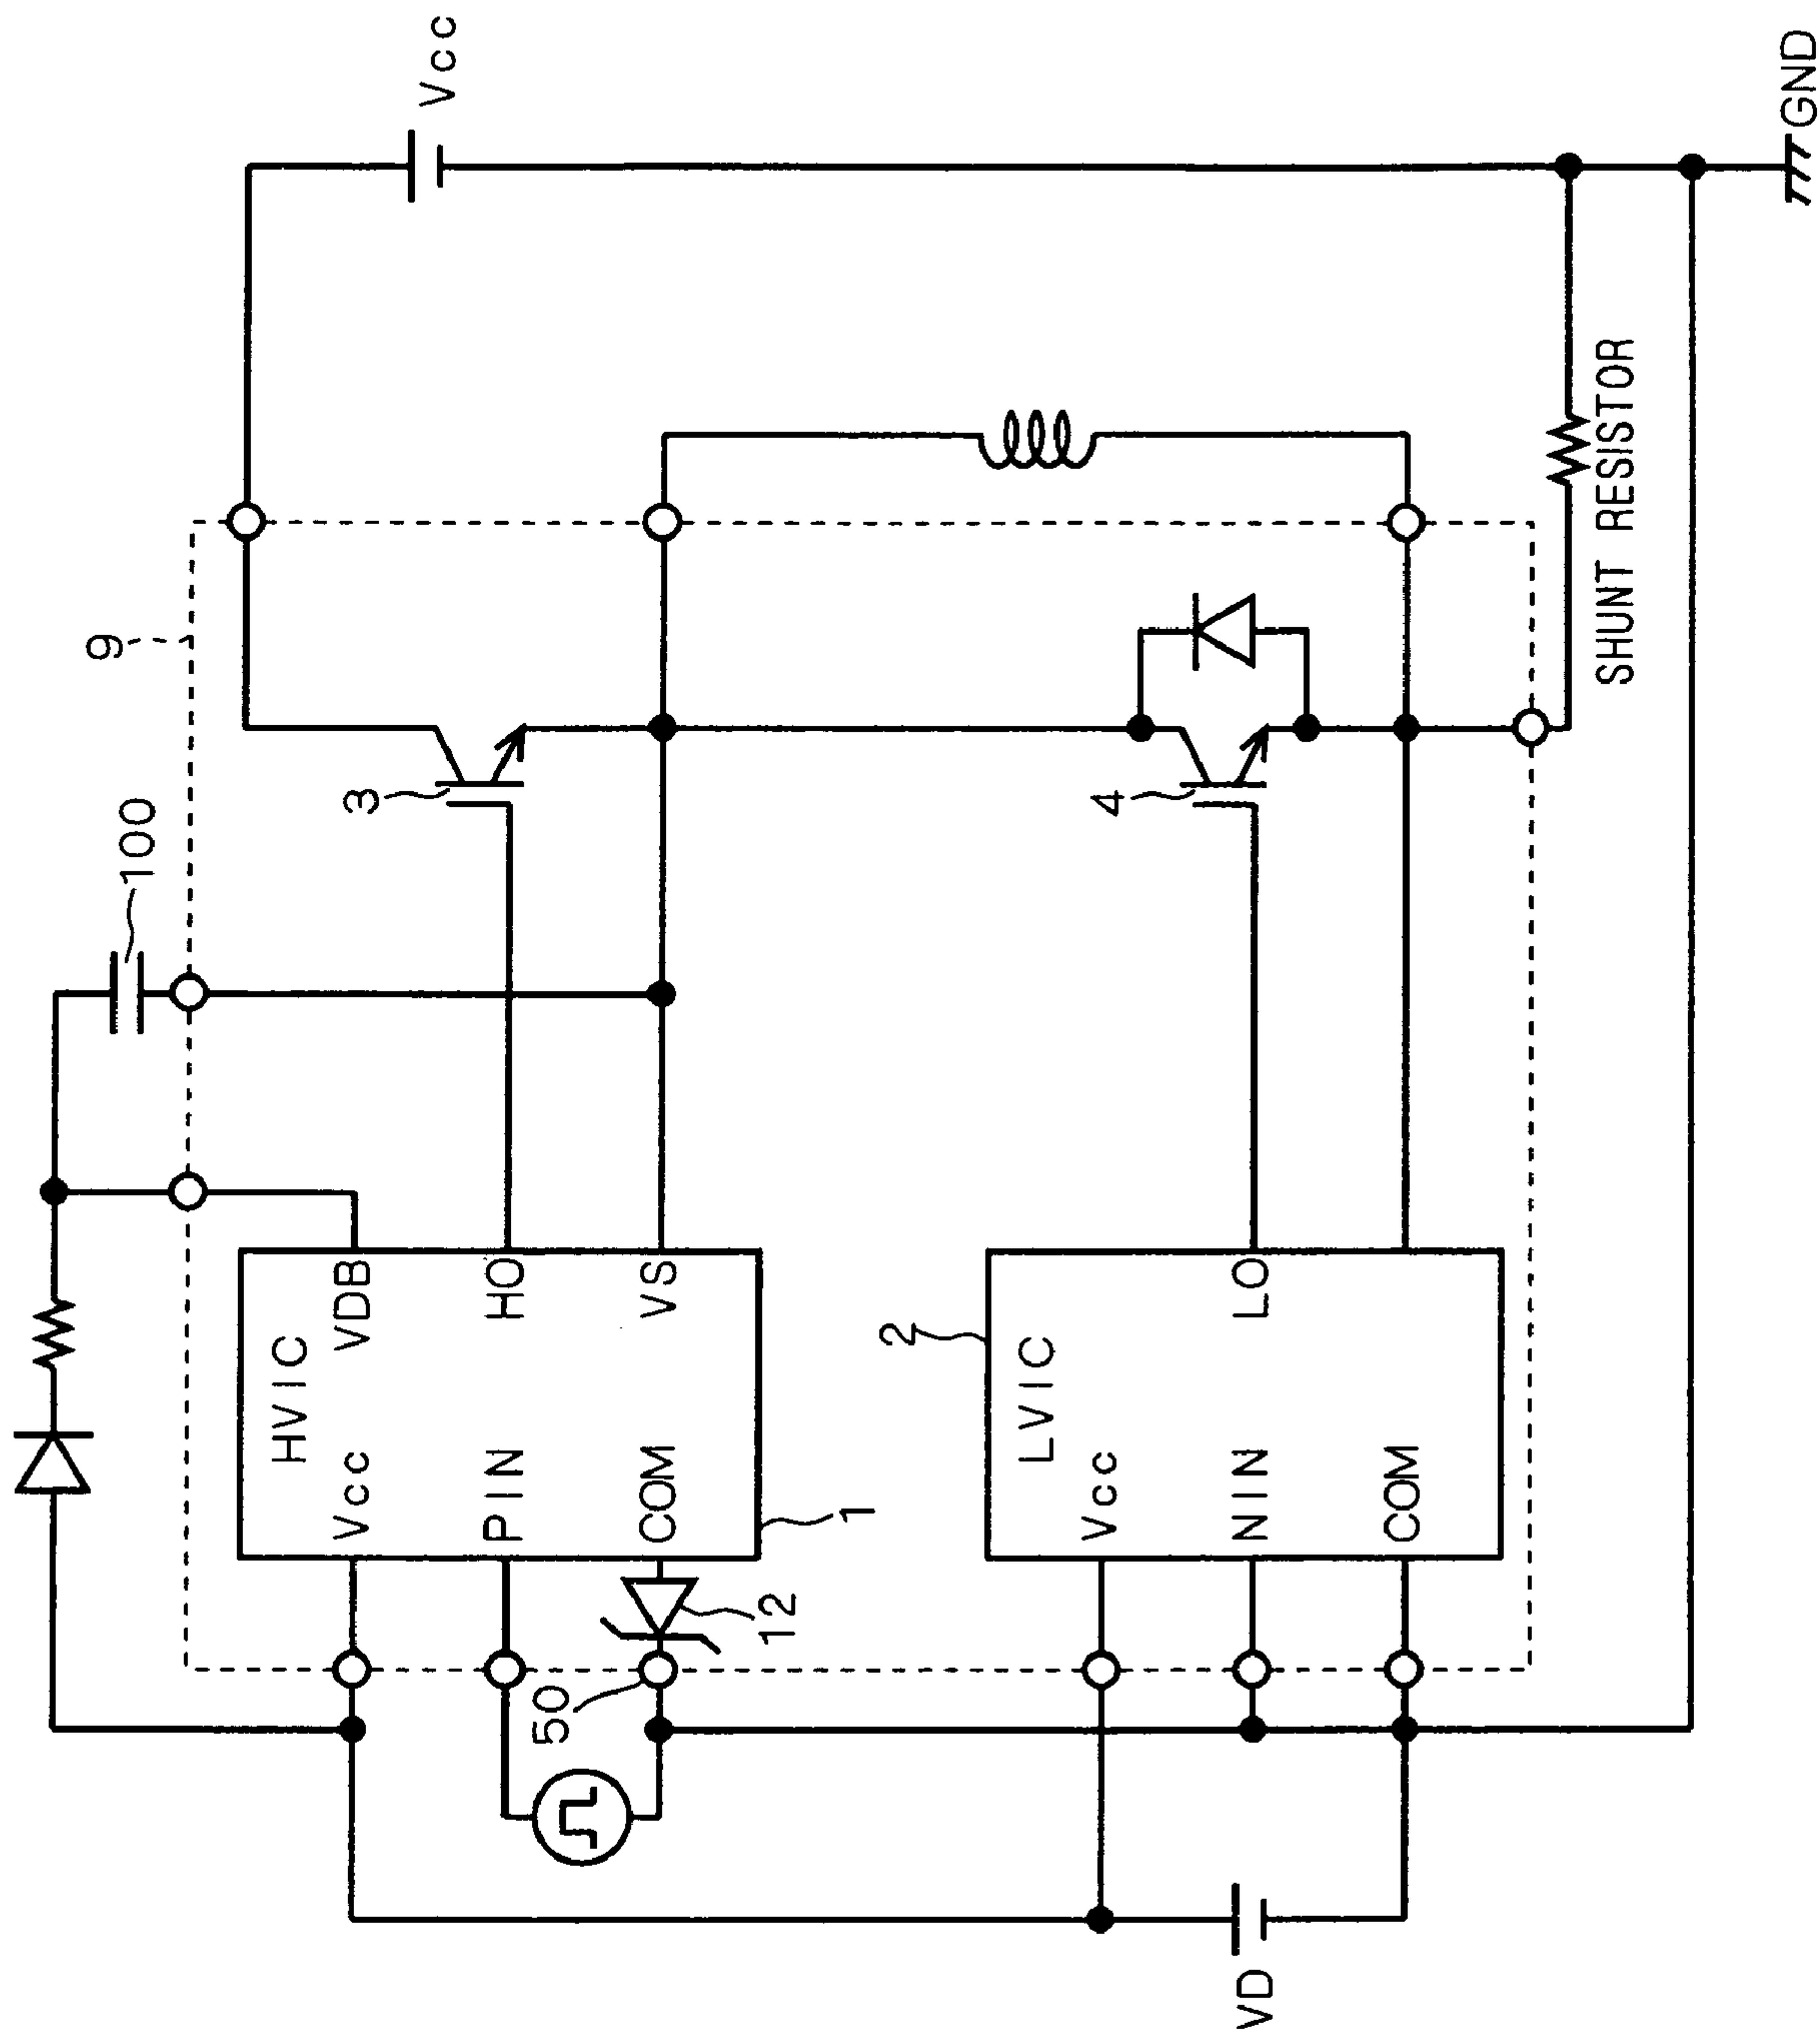 9
100
HVIC
Vcc VDB
3
Vcc
PIN HO
50
COM VS
12
1
2
LVIC
Vcc
4
VD
NIN LO
COM
SHUNT RESISTOR
GND